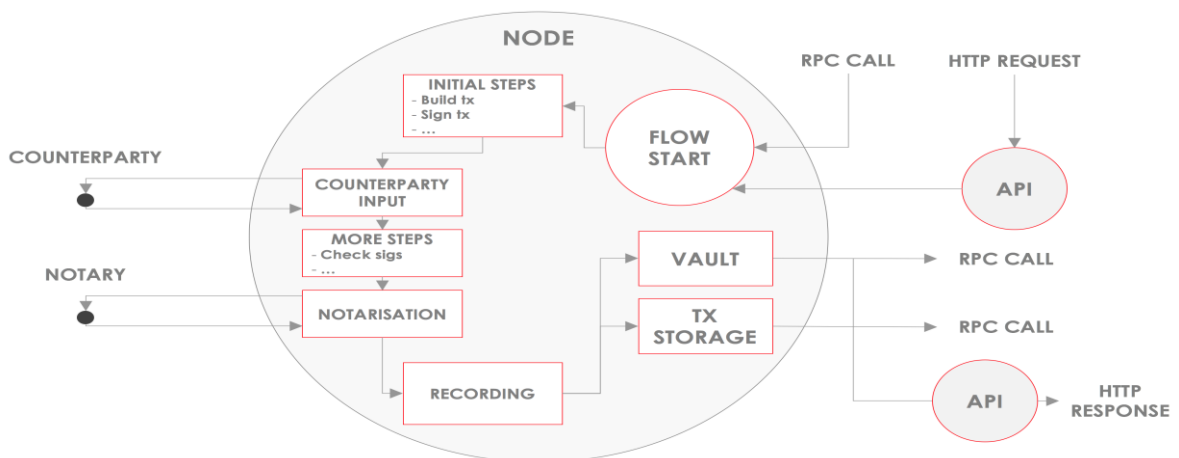 NODE
RPC CALL
HTTP REQUEST
INITIAL STEPS
- Build tx
- Sign tx
- ...
FLOW
START
COUNTERPARTY
COUNTERPARTY
INPUT
API
MORE STEPS
- Check sigs
- ...
VAULT
RPC CALL
NOTARY
NOTARISATION
TX
STORAGE
RPC CALL
RECORDING
API
HTTP
RESPONSE